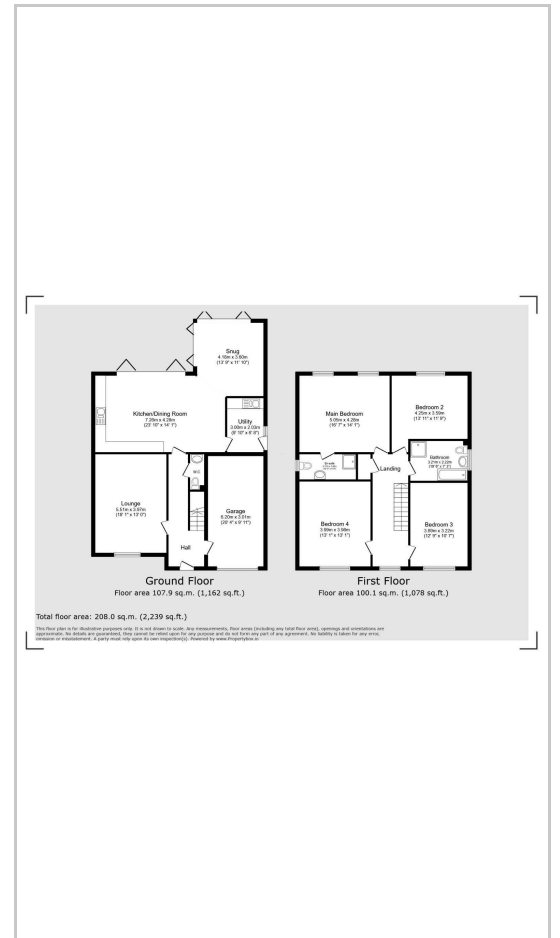 Snug
4.18m x 3.60m
(13' 9" x 11' 10")
Kitchen/Dining Room
7.26m x 4.28m
(23' 10" x 14' 1")
Utility
3.00m x 2.03m
(9' 10" x 6' 8")
WC
Lounge
5.51m x 3.97m
(18' 1" x 13' 0")
Garage
6.20m x 3.01m
(20' 4" x 9' 11")
Hall
Ground Floor
Floor area 107.9 sq.m. (1,162 sq.ft.)
Main Bedroom
5.05m x 4.28m
(16' 7" x 14' 1")
Bedroom 2
4.25m x 3.59m
(13' 11" x 11' 9")
En-suite
Bathroom
3.21m x 2.22m
Landing
Bedroom 4
3.99m x 3.98m
(13' 1" x 13' 1")
Bedroom 3
3.89m x 3.22m
(12' 9" x 10' 7")
First Floor
Floor area 100.1 sq.m. (1,078 sq.ft.)
Total floor area: 208.0 sq.m. (2,239 sq.ft.)
This floor plan is for illustrative purposes only. It is not drawn to scale. Any measurements, floor areas (including any total floor area), openings and orientations are
approximate. No details are guaranteed, they cannot be relied upon for any purpose and do not form any part of any agreement. No liability is taken for any error,
omission or misstatement. A party must rely upon its own inspection(s). Powered by www.Propertybox.io